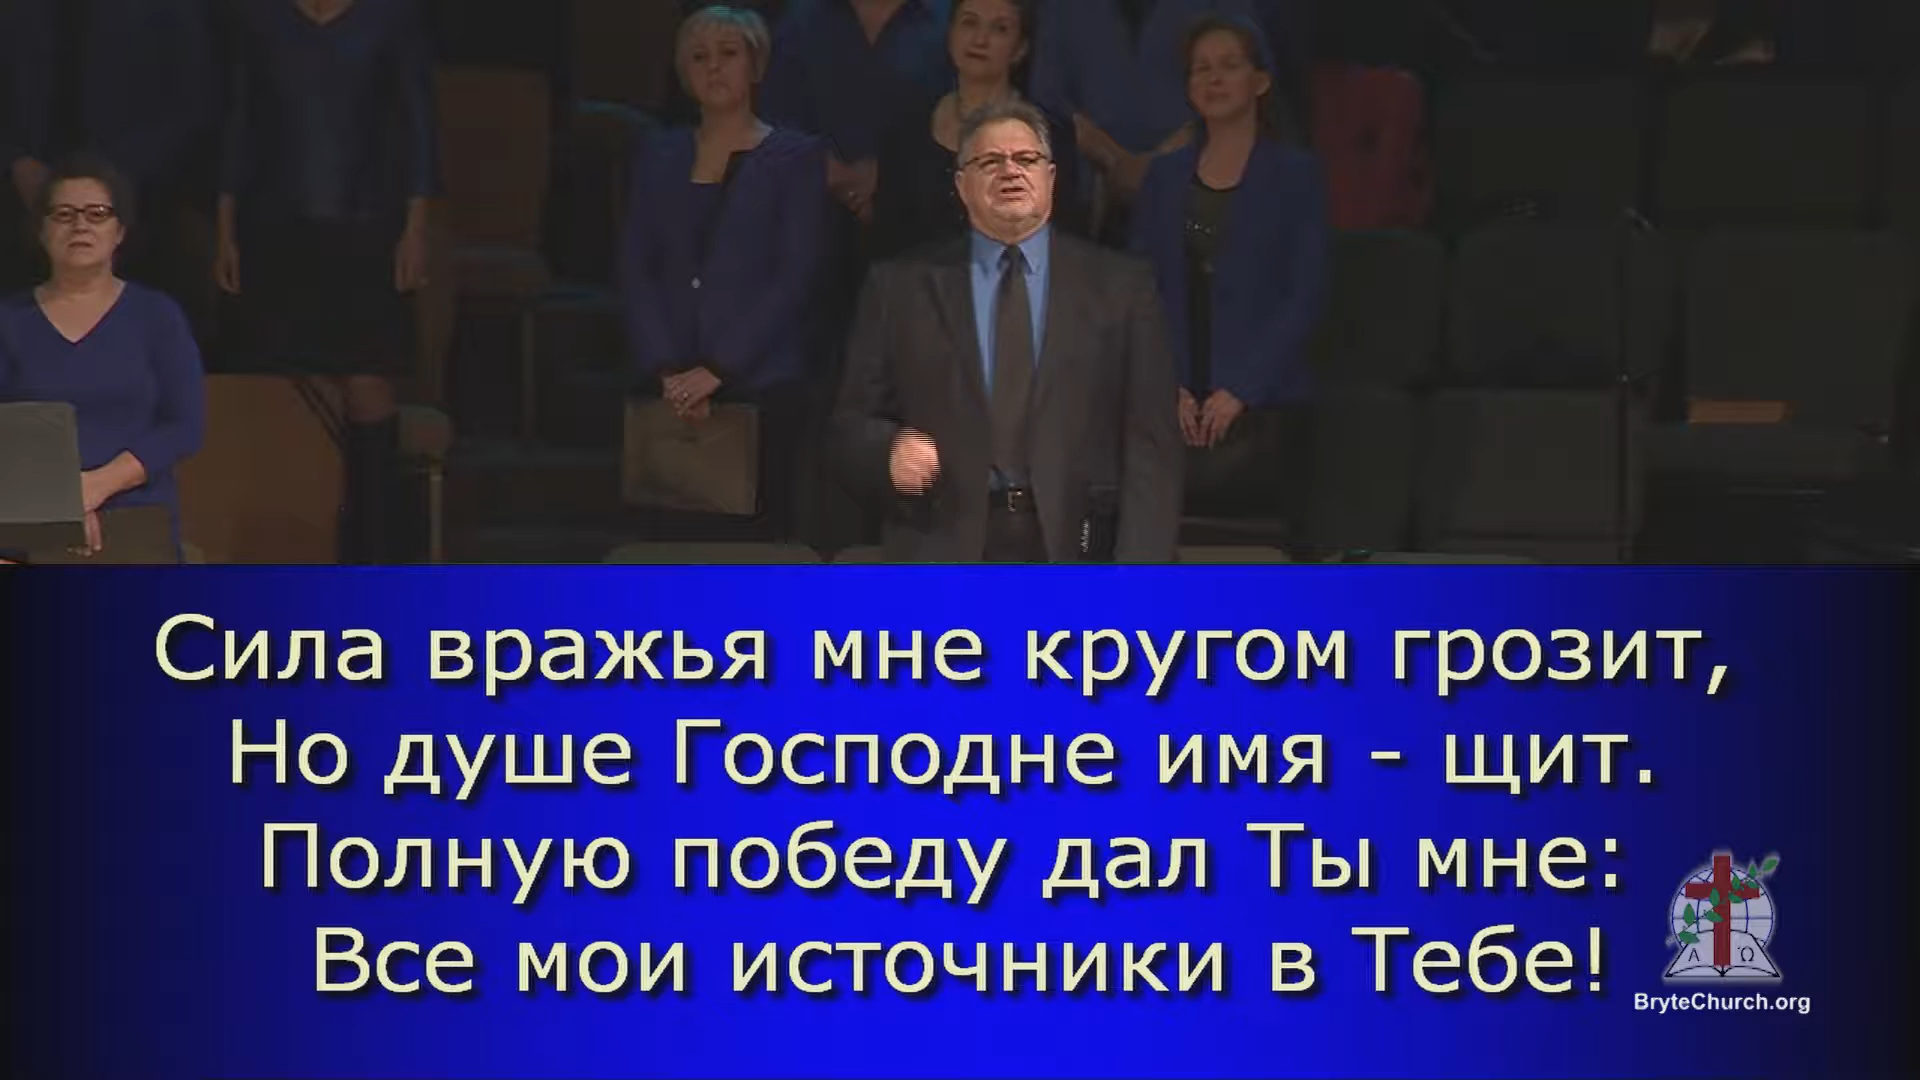 Сила вражья мне кругом грозит,
Но душе Господне имя - щит.
Полную победу дал Ты мне:
Все мои источники в Тебе!
Α Ω
BryteChurch.org